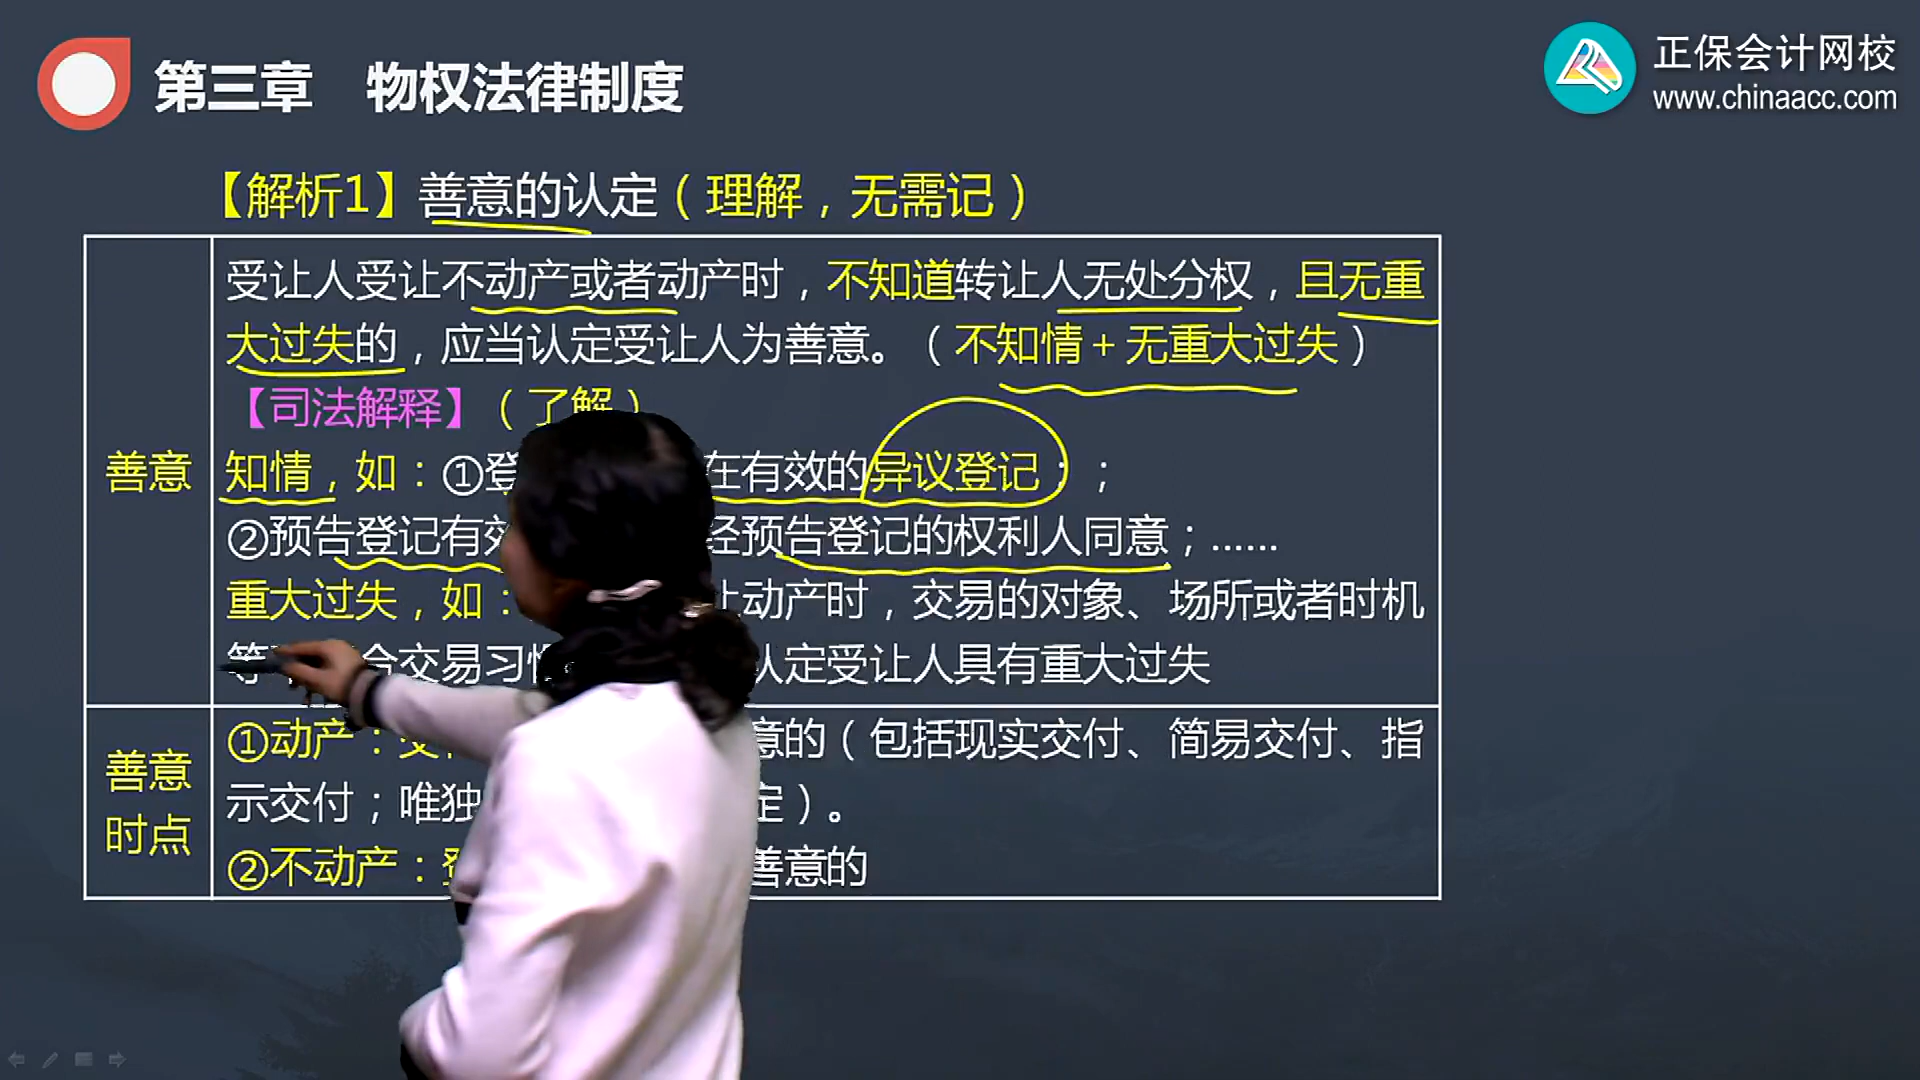 第三章 物权法律制度
正保会计网校
www.chinaacc.com
【解析1】善意的认定（理解，无需记）
善意
受让人受让不动产或者动产时，不知道转让人无处分权，且无重
大过失的，应当认定受让人为善意。（不知情+无重大过失）
【司法解释】（了解）
知情，如：①登 在有效的异议登记；；
②预告登记有效 经预告登记的权利人同意；……
重大过失，如： 让动产时，交易的对象、场所或者时机
等 合交易习惯 认定受让人具有重大过失
善意
时点
①动产：交付 意的（包括现实交付、简易交付、指
示交付；唯独 定）。
②不动产：登 善意的